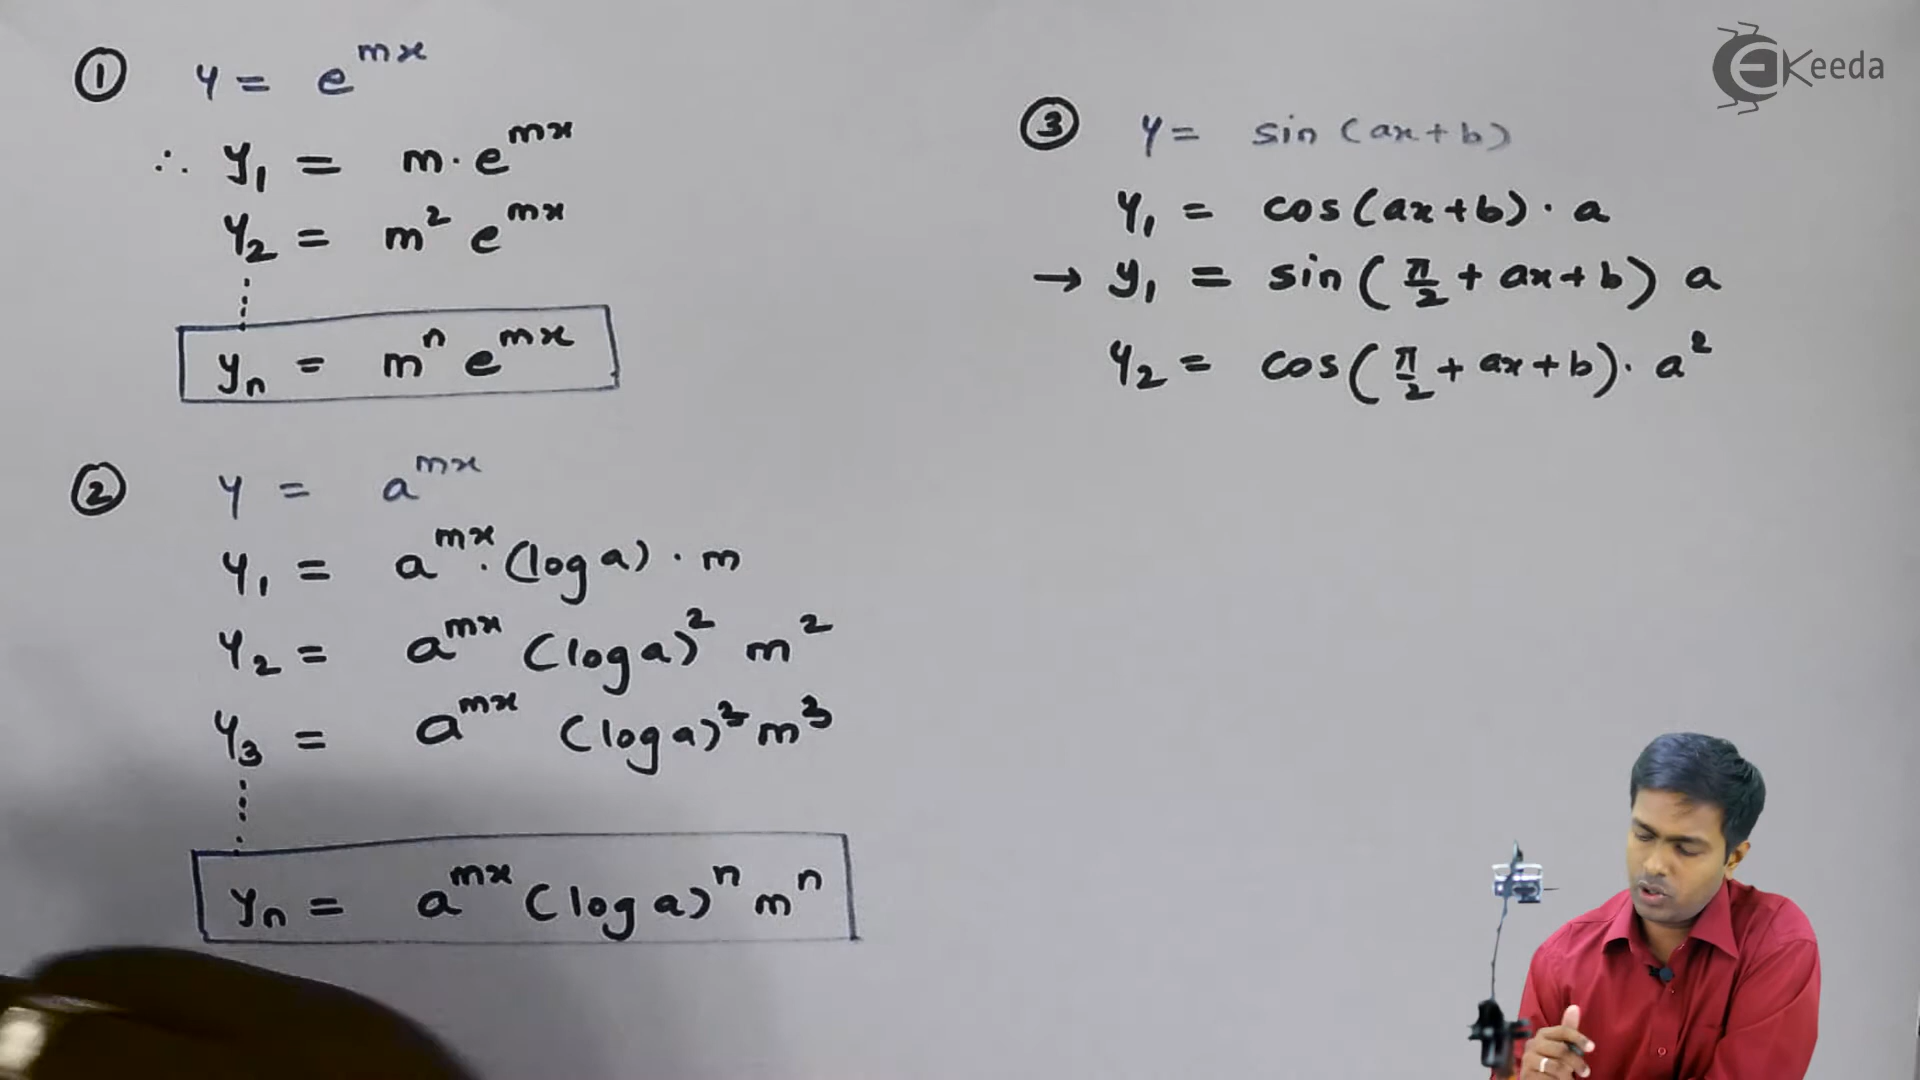 ① y = e^{mx}
∴ y₁ = m · e^{mx}
y₂ = m² e^{mx}
yₙ = mⁿ e^{mx}
② y = a^{mx}
y₁ = a^{mx} · (log a) · m
y₂ = a^{mx} (log a)² m²
y₃ = a^{mx} (log a)³ m³
yₙ = a^{mx} (log a)ⁿ mⁿ
EKeeda
③ y = sin (ax + b)
y₁ = cos (ax + b) · a
→ y₁ = sin ( π/2 + ax + b) a
y₂ = cos ( π/2 + ax + b) · a²